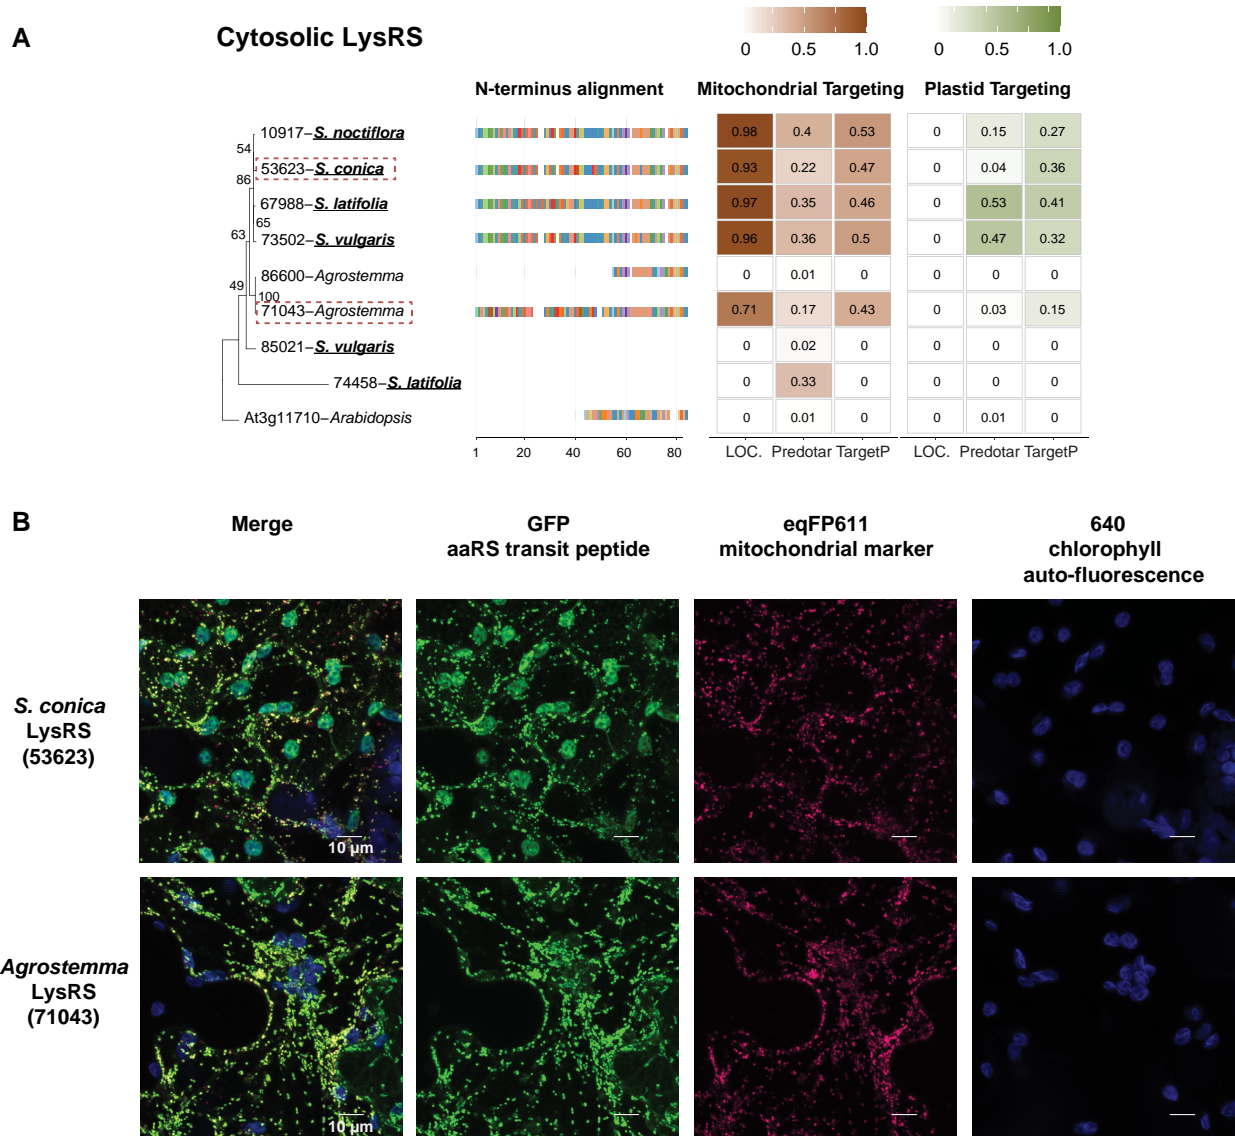 A
Cytosolic LysRS
0 0.5 1.0
0 0.5 1.0
N-terminus alignment
Mitochondrial Targeting
Plastid Targeting
10917–S. noctiflora 0.98 0.4 0.53 0 0.15 0.27
54
53623–S. conica 0.93 0.22 0.47 0 0.04 0.36
86
67988–S. latifolia 0.97 0.35 0.46 0 0.53 0.41
65
63
73502–S. vulgaris 0.96 0.36 0.5 0 0.47 0.32
86600–Agrostemma 0 0.01 0 0 0 0
49
100
71043–Agrostemma 0.71 0.17 0.43 0 0.03 0.15
85021–S. vulgaris 0 0.02 0 0 0 0
74458–S. latifolia 0 0.33 0 0 0 0
At3g11710–Arabidopsis 0 0.01 0 0 0.01 0
1 20 40 60 80
LOC. Predotar TargetP
LOC. Predotar TargetP
B
Merge
GFP
aaRS transit peptide
eqFP611
mitochondrial marker
640
chlorophyll
auto-fluorescence
S. conica
LysRS
(53623)
10 µm
Agrostemma
LysRS
(71043)
10 µm